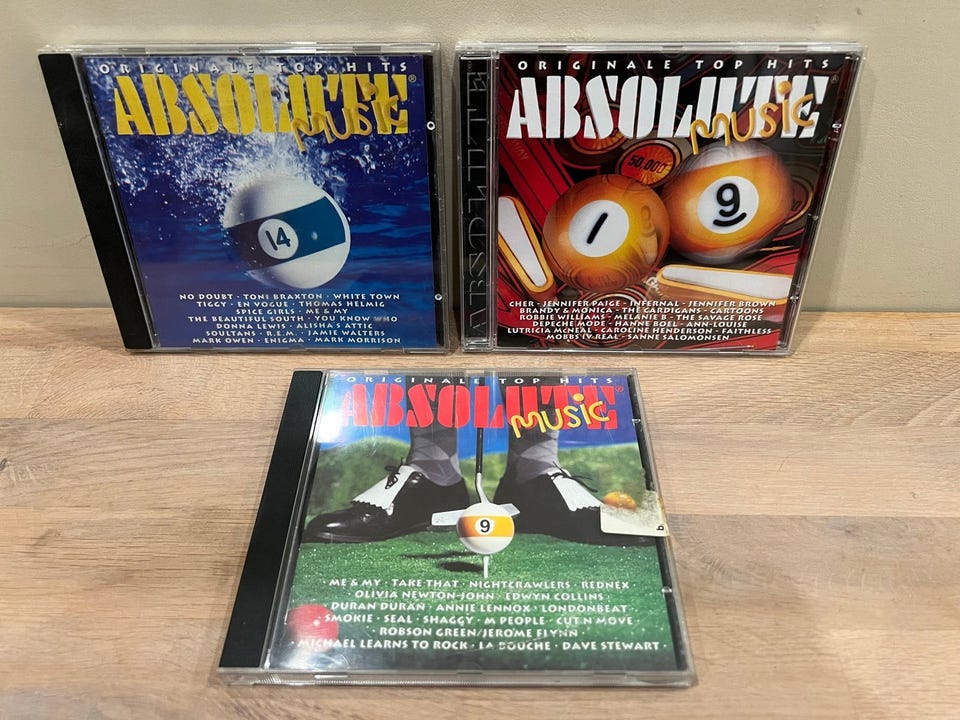 ORIGINALE TOP HITS
ABSOLUTE®
music
14
NO DOUBT · TONI BRAXTON · WHITE TOWN
TIGGY · EN VOGUE · THOMAS HELMIG
SPICE GIRLS · ME & MY
THE BEAUTIFUL SOUTH · YOU KNOW WHO
DONNA LEWIS · ALISHA'S ATTIC
SOULTANS · R.E.M. · JAMIE WALTERS
MARK OWEN · ENIGMA · MARK MORRISON
ABSOLUTE
ORIGINALE TOP HITS
ABSOLUTE®
music
50,000
1
9
CHER · JENNIFER PAIGE · INFERNAL · JENNIFER BROWN
BRANDY & MONICA · THE CARDIGANS · CARTOONS
ROBBIE WILLIAMS · MELANIE B · THE SAVAGE ROSE
DEPECHE MODE · HANNE BOEL · ANN-LOUISE
LUTRICIA MCNEAL · CAROLINE HENDERSON · FAITHLESS
MOBBS IV REAL · SANNE SALOMONSEN
ORIGINALE TOP HITS
ABSOLUTE®
music
9
· ME & MY · TAKE THAT · NIGHTCRAWLERS · REDNEX ·
OLIVIA NEWTON-JOHN · EDWYN COLLINS
DURAN DURAN · ANNIE LENNOX · LONDONBEAT ·
· SMOKIE · SEAL · SHAGGY · M PEOPLE · CUT N MOVE ·
· ROBSON GREEN/JEROME FLYNN
· MICHAEL LEARNS TO ROCK · LA BOUCHE · DAVE STEWART ·